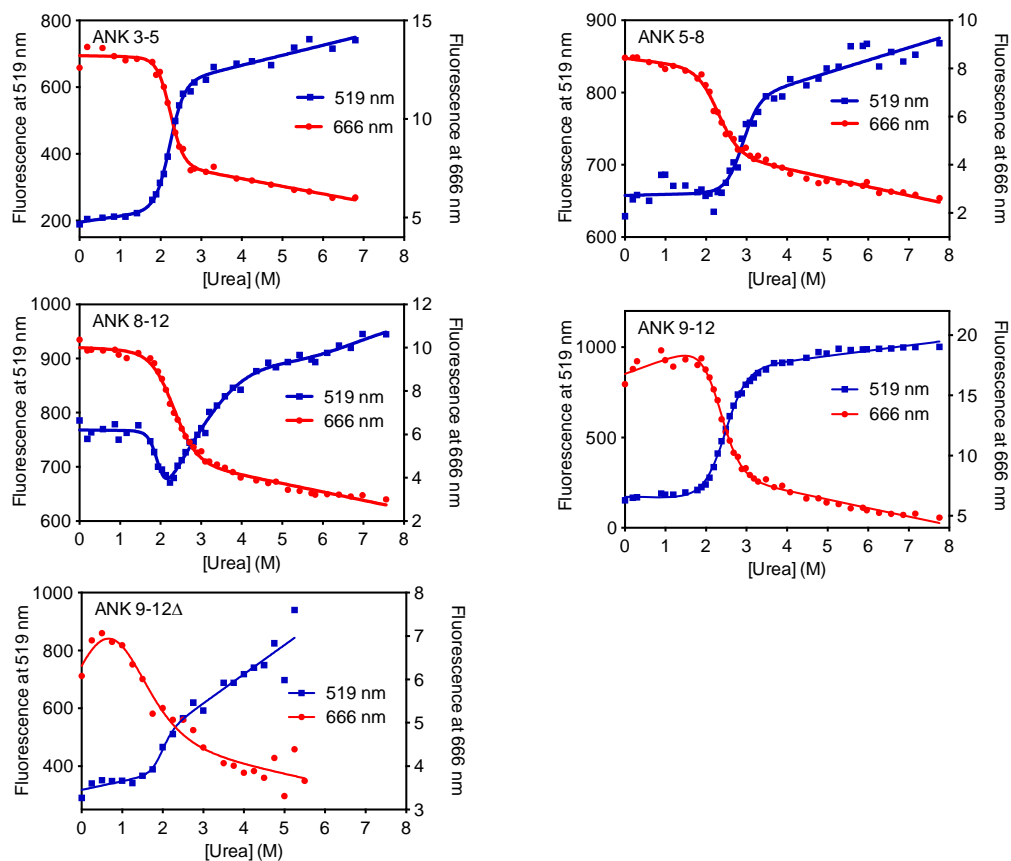 ANK 3-5
Fluorescence at 519 nm
800
600
400
200
15
10
5
Fluorescence at 666 nm
519 nm
666 nm
0 1 2 3 4 5 6 7 8
[Urea] (M)
ANK 5-8
Fluorescence at 519 nm
900
800
700
600
10
8
6
4
2
Fluorescence at 666 nm
519 nm
666 nm
0 1 2 3 4 5 6 7 8
[Urea] (M)
ANK 8-12
Fluorescence at 519 nm
1000
900
800
700
600
12
10
8
6
4
2
Fluorescence at 666 nm
519 nm
666 nm
0 1 2 3 4 5 6 7 8
[Urea] (M)
ANK 9-12
Fluorescence at 519 nm
1000
500
0
20
15
10
5
Fluorescence at 666 nm
519 nm
666 nm
0 1 2 3 4 5 6 7 8
[Urea] (M)
ANK 9-12Δ
Fluorescence at 519 nm
1000
800
600
400
8
7
6
5
4
3
Fluorescence at 666 nm
519 nm
666 nm
0 1 2 3 4 5 6 7 8
[Urea] (M)